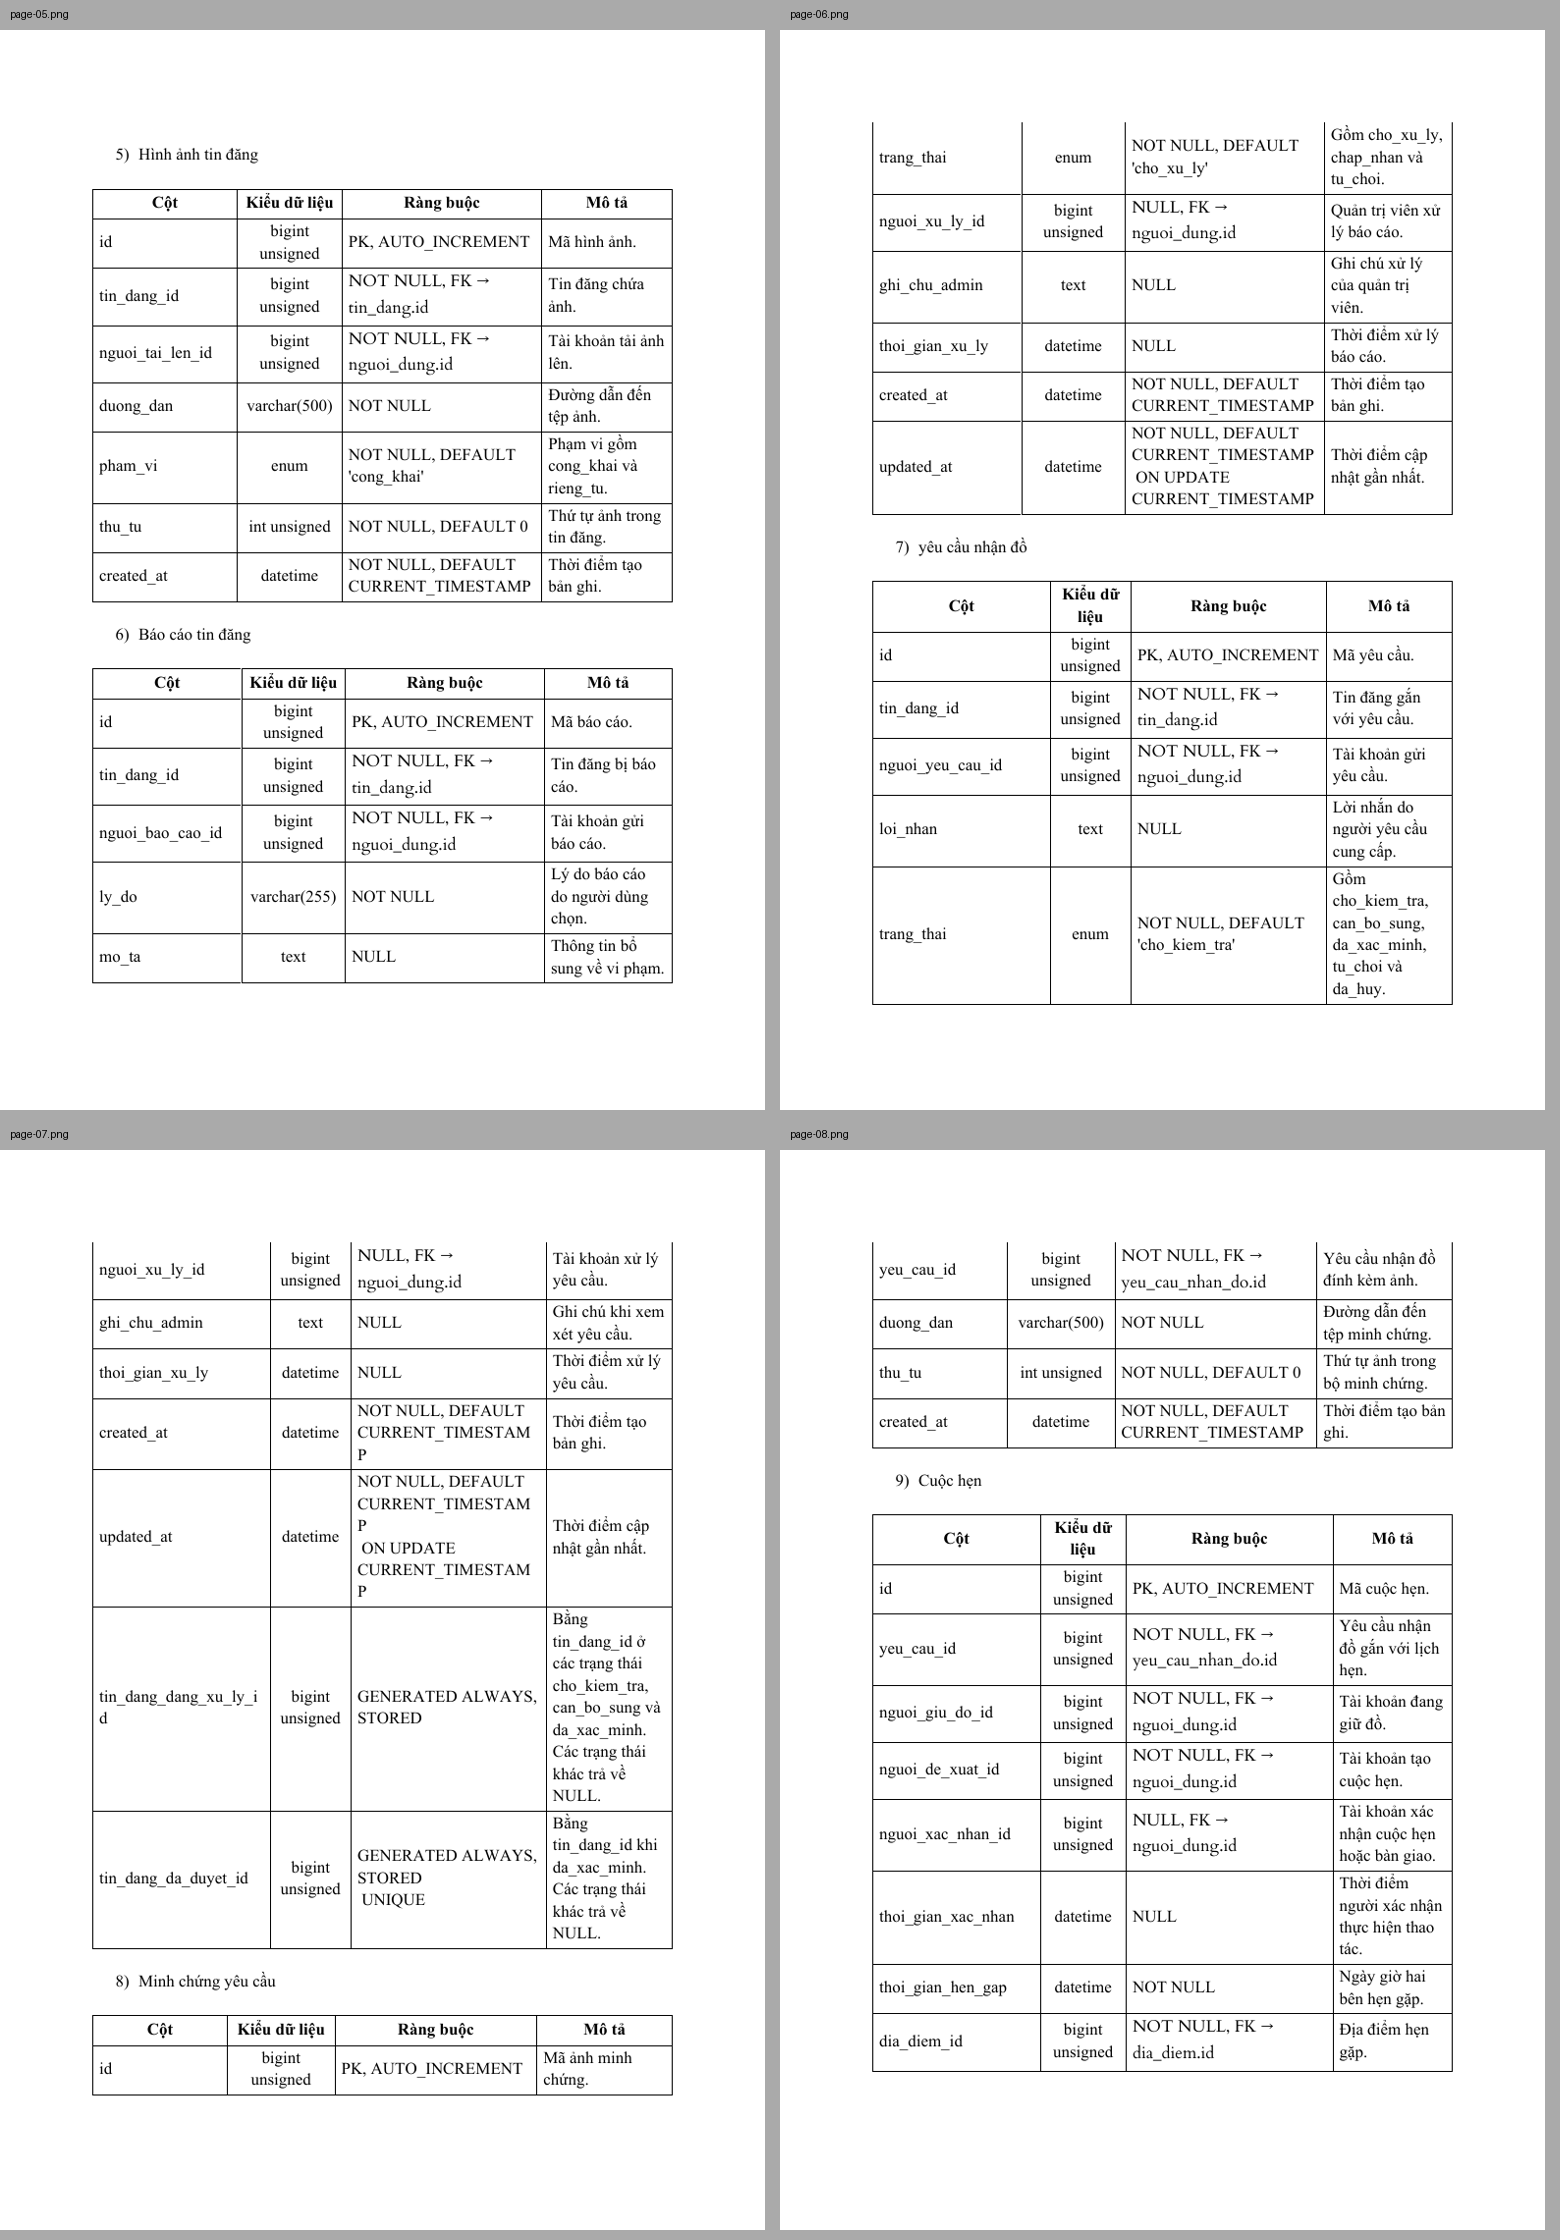 page-05.png
5) Hình ảnh tin đăng
Cột Kiểu dữ liệu Ràng buộc Mô tả
id bigint unsigned PK, AUTO_INCREMENT Mã hình ảnh.
tin_dang_id bigint unsigned NOT NULL, FK → tin_dang.id Tin đăng chứa ảnh.
nguoi_tai_len_id bigint unsigned NOT NULL, FK → nguoi_dung.id Tài khoản tải ảnh lên.
duong_dan varchar(500) NOT NULL Đường dẫn đến tệp ảnh.
pham_vi enum NOT NULL, DEFAULT 'cong_khai' Phạm vi gồm cong_khai và rieng_tu.
thu_tu int unsigned NOT NULL, DEFAULT 0 Thứ tự ảnh trong tin đăng.
created_at datetime NOT NULL, DEFAULT CURRENT_TIMESTAMP Thời điểm tạo bản ghi.
6) Báo cáo tin đăng
Cột Kiểu dữ liệu Ràng buộc Mô tả
id bigint unsigned PK, AUTO_INCREMENT Mã báo cáo.
tin_dang_id bigint unsigned NOT NULL, FK → tin_dang.id Tin đăng bị báo cáo.
nguoi_bao_cao_id bigint unsigned NOT NULL, FK → nguoi_dung.id Tài khoản gửi báo cáo.
ly_do varchar(255) NOT NULL Lý do báo cáo do người dùng chọn.
mo_ta text NULL Thông tin bổ sung về vi phạm.
page-06.png
trang_thai enum NOT NULL, DEFAULT 'cho_xu_ly' Gồm cho_xu_ly, chap_nhan và tu_choi.
nguoi_xu_ly_id bigint unsigned NULL, FK → nguoi_dung.id Quản trị viên xử lý báo cáo.
ghi_chu_admin text NULL Ghi chú xử lý của quản trị viên.
thoi_gian_xu_ly datetime NULL Thời điểm xử lý báo cáo.
created_at datetime NOT NULL, DEFAULT CURRENT_TIMESTAMP Thời điểm tạo bản ghi.
updated_at datetime NOT NULL, DEFAULT CURRENT_TIMESTAMP ON UPDATE CURRENT_TIMESTAMP Thời điểm cập nhật gần nhất.
7) yêu cầu nhận đồ
Cột Kiểu dữ liệu Ràng buộc Mô tả
id bigint unsigned PK, AUTO_INCREMENT Mã yêu cầu.
tin_dang_id bigint unsigned NOT NULL, FK → tin_dang.id Tin đăng gắn với yêu cầu.
nguoi_yeu_cau_id bigint unsigned NOT NULL, FK → nguoi_dung.id Tài khoản gửi yêu cầu.
loi_nhan text NULL Lời nhắn do người yêu cầu cung cấp.
trang_thai enum NOT NULL, DEFAULT 'cho_kiem_tra' Gồm cho_kiem_tra, can_bo_sung, da_xac_minh, tu_choi và da_huy.
page-07.png
nguoi_xu_ly_id bigint unsigned NULL, FK → nguoi_dung.id Tài khoản xử lý yêu cầu.
ghi_chu_admin text NULL Ghi chú khi xem xét yêu cầu.
thoi_gian_xu_ly datetime NULL Thời điểm xử lý yêu cầu.
created_at datetime NOT NULL, DEFAULT CURRENT_TIMESTAMP Thời điểm tạo bản ghi.
updated_at datetime NOT NULL, DEFAULT CURRENT_TIMESTAMP ON UPDATE CURRENT_TIMESTAMP Thời điểm cập nhật gần nhất.
tin_dang_dang_xu_ly_id bigint unsigned GENERATED ALWAYS, STORED Bằng tin_dang_id ở các trạng thái cho_kiem_tra, can_bo_sung và da_xac_minh. Các trạng thái khác trả về NULL.
tin_dang_da_duyet_id bigint unsigned GENERATED ALWAYS, STORED UNIQUE Bằng tin_dang_id khi da_xac_minh. Các trạng thái khác trả về NULL.
8) Minh chứng yêu cầu
Cột Kiểu dữ liệu Ràng buộc Mô tả
id bigint unsigned PK, AUTO_INCREMENT Mã ảnh minh chứng.
page-08.png
yeu_cau_id bigint unsigned NOT NULL, FK → yeu_cau_nhan_do.id Yêu cầu nhận đồ đính kèm ảnh.
duong_dan varchar(500) NOT NULL Đường dẫn đến tệp minh chứng.
thu_tu int unsigned NOT NULL, DEFAULT 0 Thứ tự ảnh trong bộ minh chứng.
created_at datetime NOT NULL, DEFAULT CURRENT_TIMESTAMP Thời điểm tạo bản ghi.
9) Cuộc hẹn
Cột Kiểu dữ liệu Ràng buộc Mô tả
id bigint unsigned PK, AUTO_INCREMENT Mã cuộc hẹn.
yeu_cau_id bigint unsigned NOT NULL, FK → yeu_cau_nhan_do.id Yêu cầu nhận đồ gắn với lịch hẹn.
nguoi_giu_do_id bigint unsigned NOT NULL, FK → nguoi_dung.id Tài khoản đang giữ đồ.
nguoi_de_xuat_id bigint unsigned NOT NULL, FK → nguoi_dung.id Tài khoản tạo cuộc hẹn.
nguoi_xac_nhan_id bigint unsigned NULL, FK → nguoi_dung.id Tài khoản xác nhận cuộc hẹn hoặc bàn giao.
thoi_gian_xac_nhan datetime NULL Thời điểm người xác nhận thực hiện thao tác.
thoi_gian_hen_gap datetime NOT NULL Ngày giờ hai bên hẹn gặp.
dia_diem_id bigint unsigned NOT NULL, FK → dia_diem.id Địa điểm hẹn gặp.